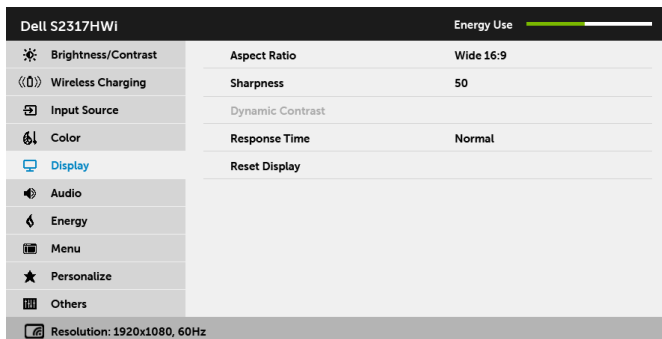 Dell S2317HWi
Energy Use
Brightness/Contrast
Aspect Ratio
Wide 16:9
Wireless Charging
Sharpness
50
Input Source
Dynamic Contrast
Color
Response Time
Normal
Display
Reset Display
Audio
Energy
Menu
Personalize
Others
Resolution: 1920x1080, 60Hz